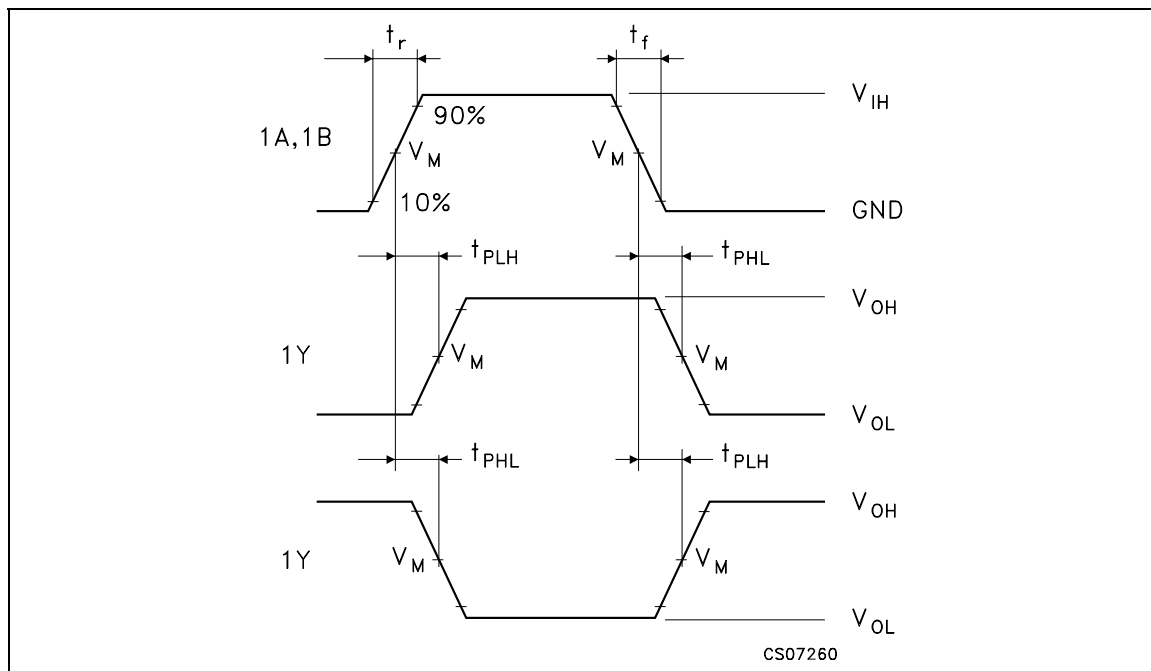 tr tf
VIH
90%
1A,1B VM VM
10%
GND
tPLH tPHL
VOH
1Y VM VM
VOL
tPHL tPLH
VOH
1Y VM VM
VOL
CS07260